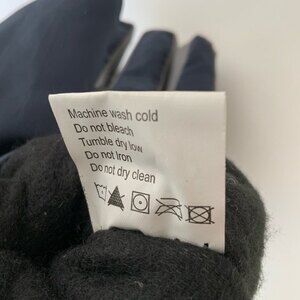 Machine wash cold
Do not bleach
Tumble dry low
Do not Iron
Do not dry clean